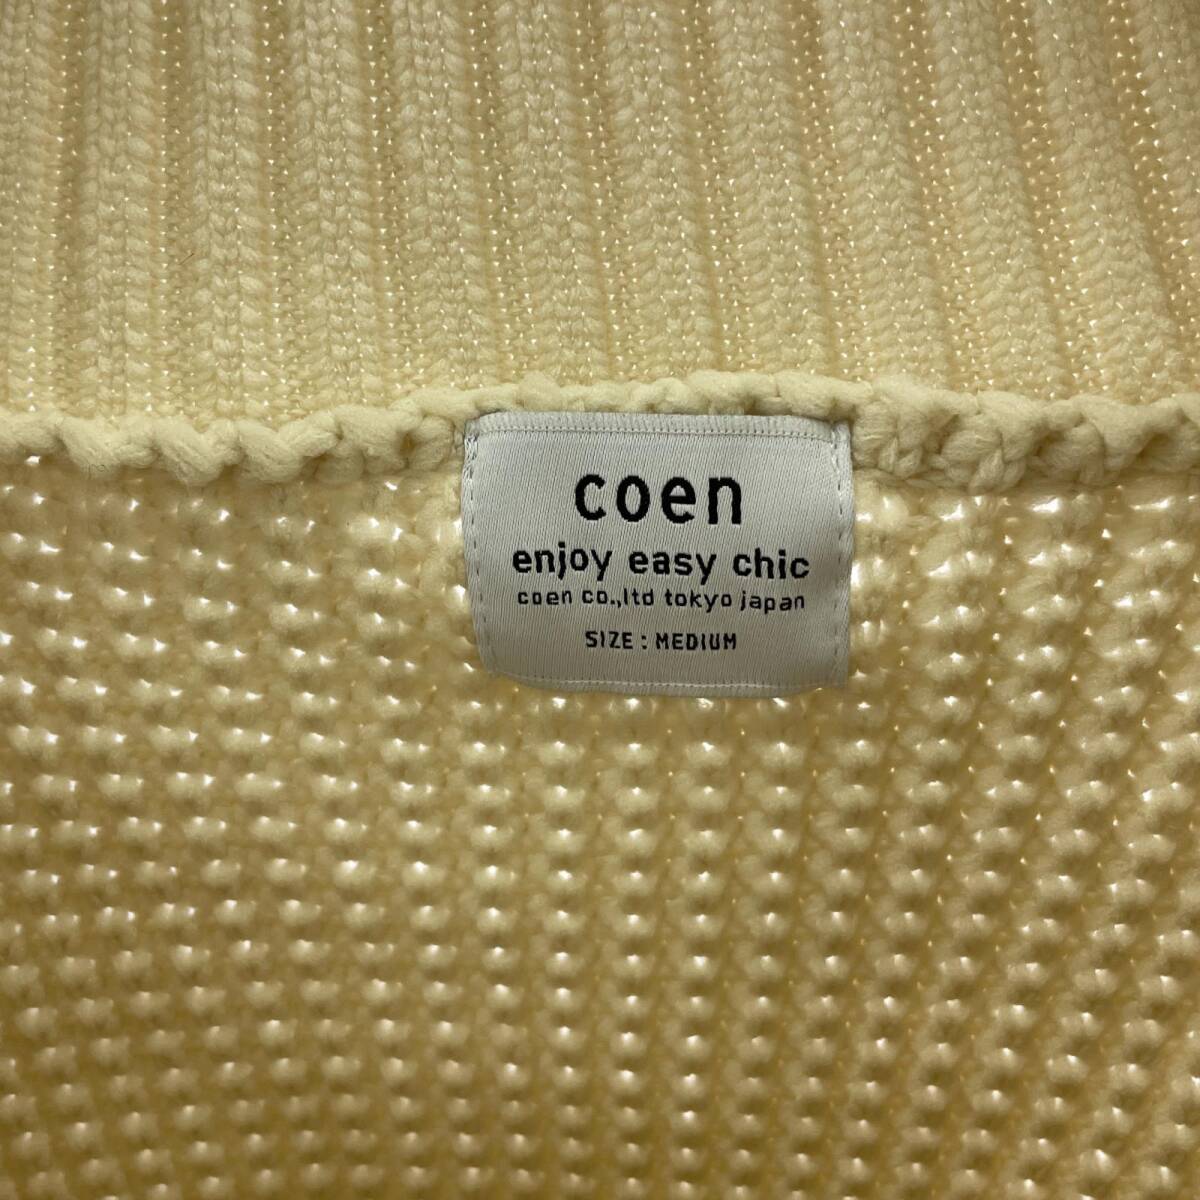 coen
enjoy easy chic
coen co.,ltd tokyo japan
SIZE : MEDIUM